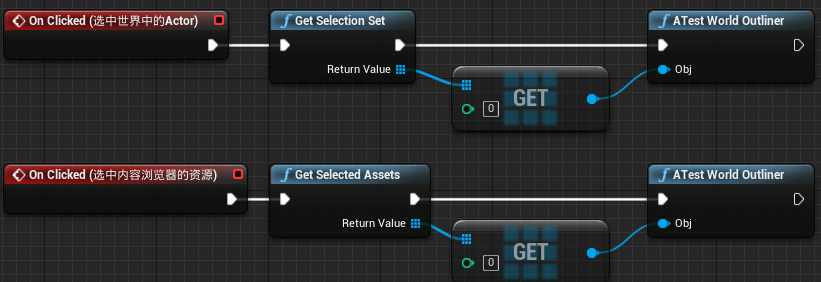 On Clicked (选中世界中的Actor)
Get Selection Set
ATest World Outliner
Return Value
Obj
0
GET
On Clicked (选中内容浏览器的资源)
Get Selected Assets
ATest World Outliner
Return Value
Obj
0
GET